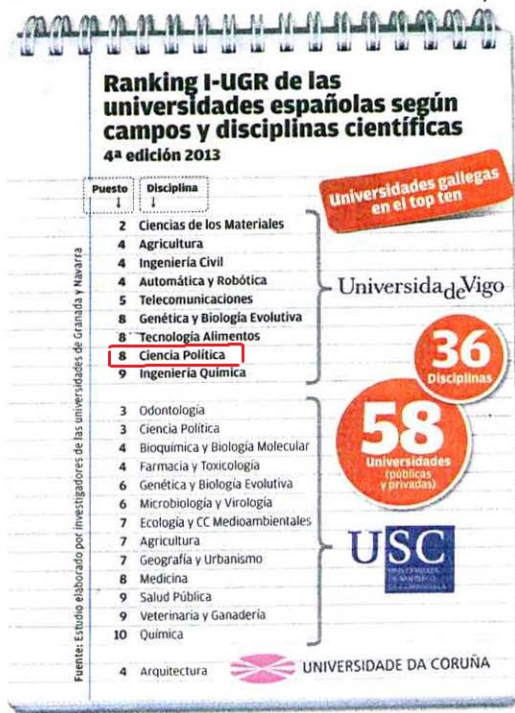 Ranking I-UGR de las
universidades españolas según
campos y disciplinas científicas
4ª edición 2013
Universidades gallegas
en el top ten
Puesto Disciplina
2 Ciencias de los Materiales
4 Agricultura
4 Ingeniería Civil
4 Automática y Robótica
5 Telecomunicaciones
8 Genética y Biología Evolutiva
8 Tecnología Alimentos
8 Ciencia Política
9 Ingeniería Química
UniversidadeVigo
36
Disciplinas
58
Universidades
(públicas
y privadas)
3 Odontología
3 Ciencia Política
4 Bioquímica y Biología Molecular
4 Farmacia y Toxicología
6 Genética y Biología Evolutiva
6 Microbiología y Virología
7 Ecología y CC Medioambientales
7 Agricultura
7 Geografía y Urbanismo
8 Medicina
9 Salud Pública
9 Veterinaria y Ganadería
10 Química
USC
UNIVERSIDADE
DE SANTIAGO
DE COMPOSTELA
4 Arquitectura
UNIVERSIDADE DA CORUÑA
Fuente: Estudio elaborado por investigadores de las universidades de Granada y Navarra